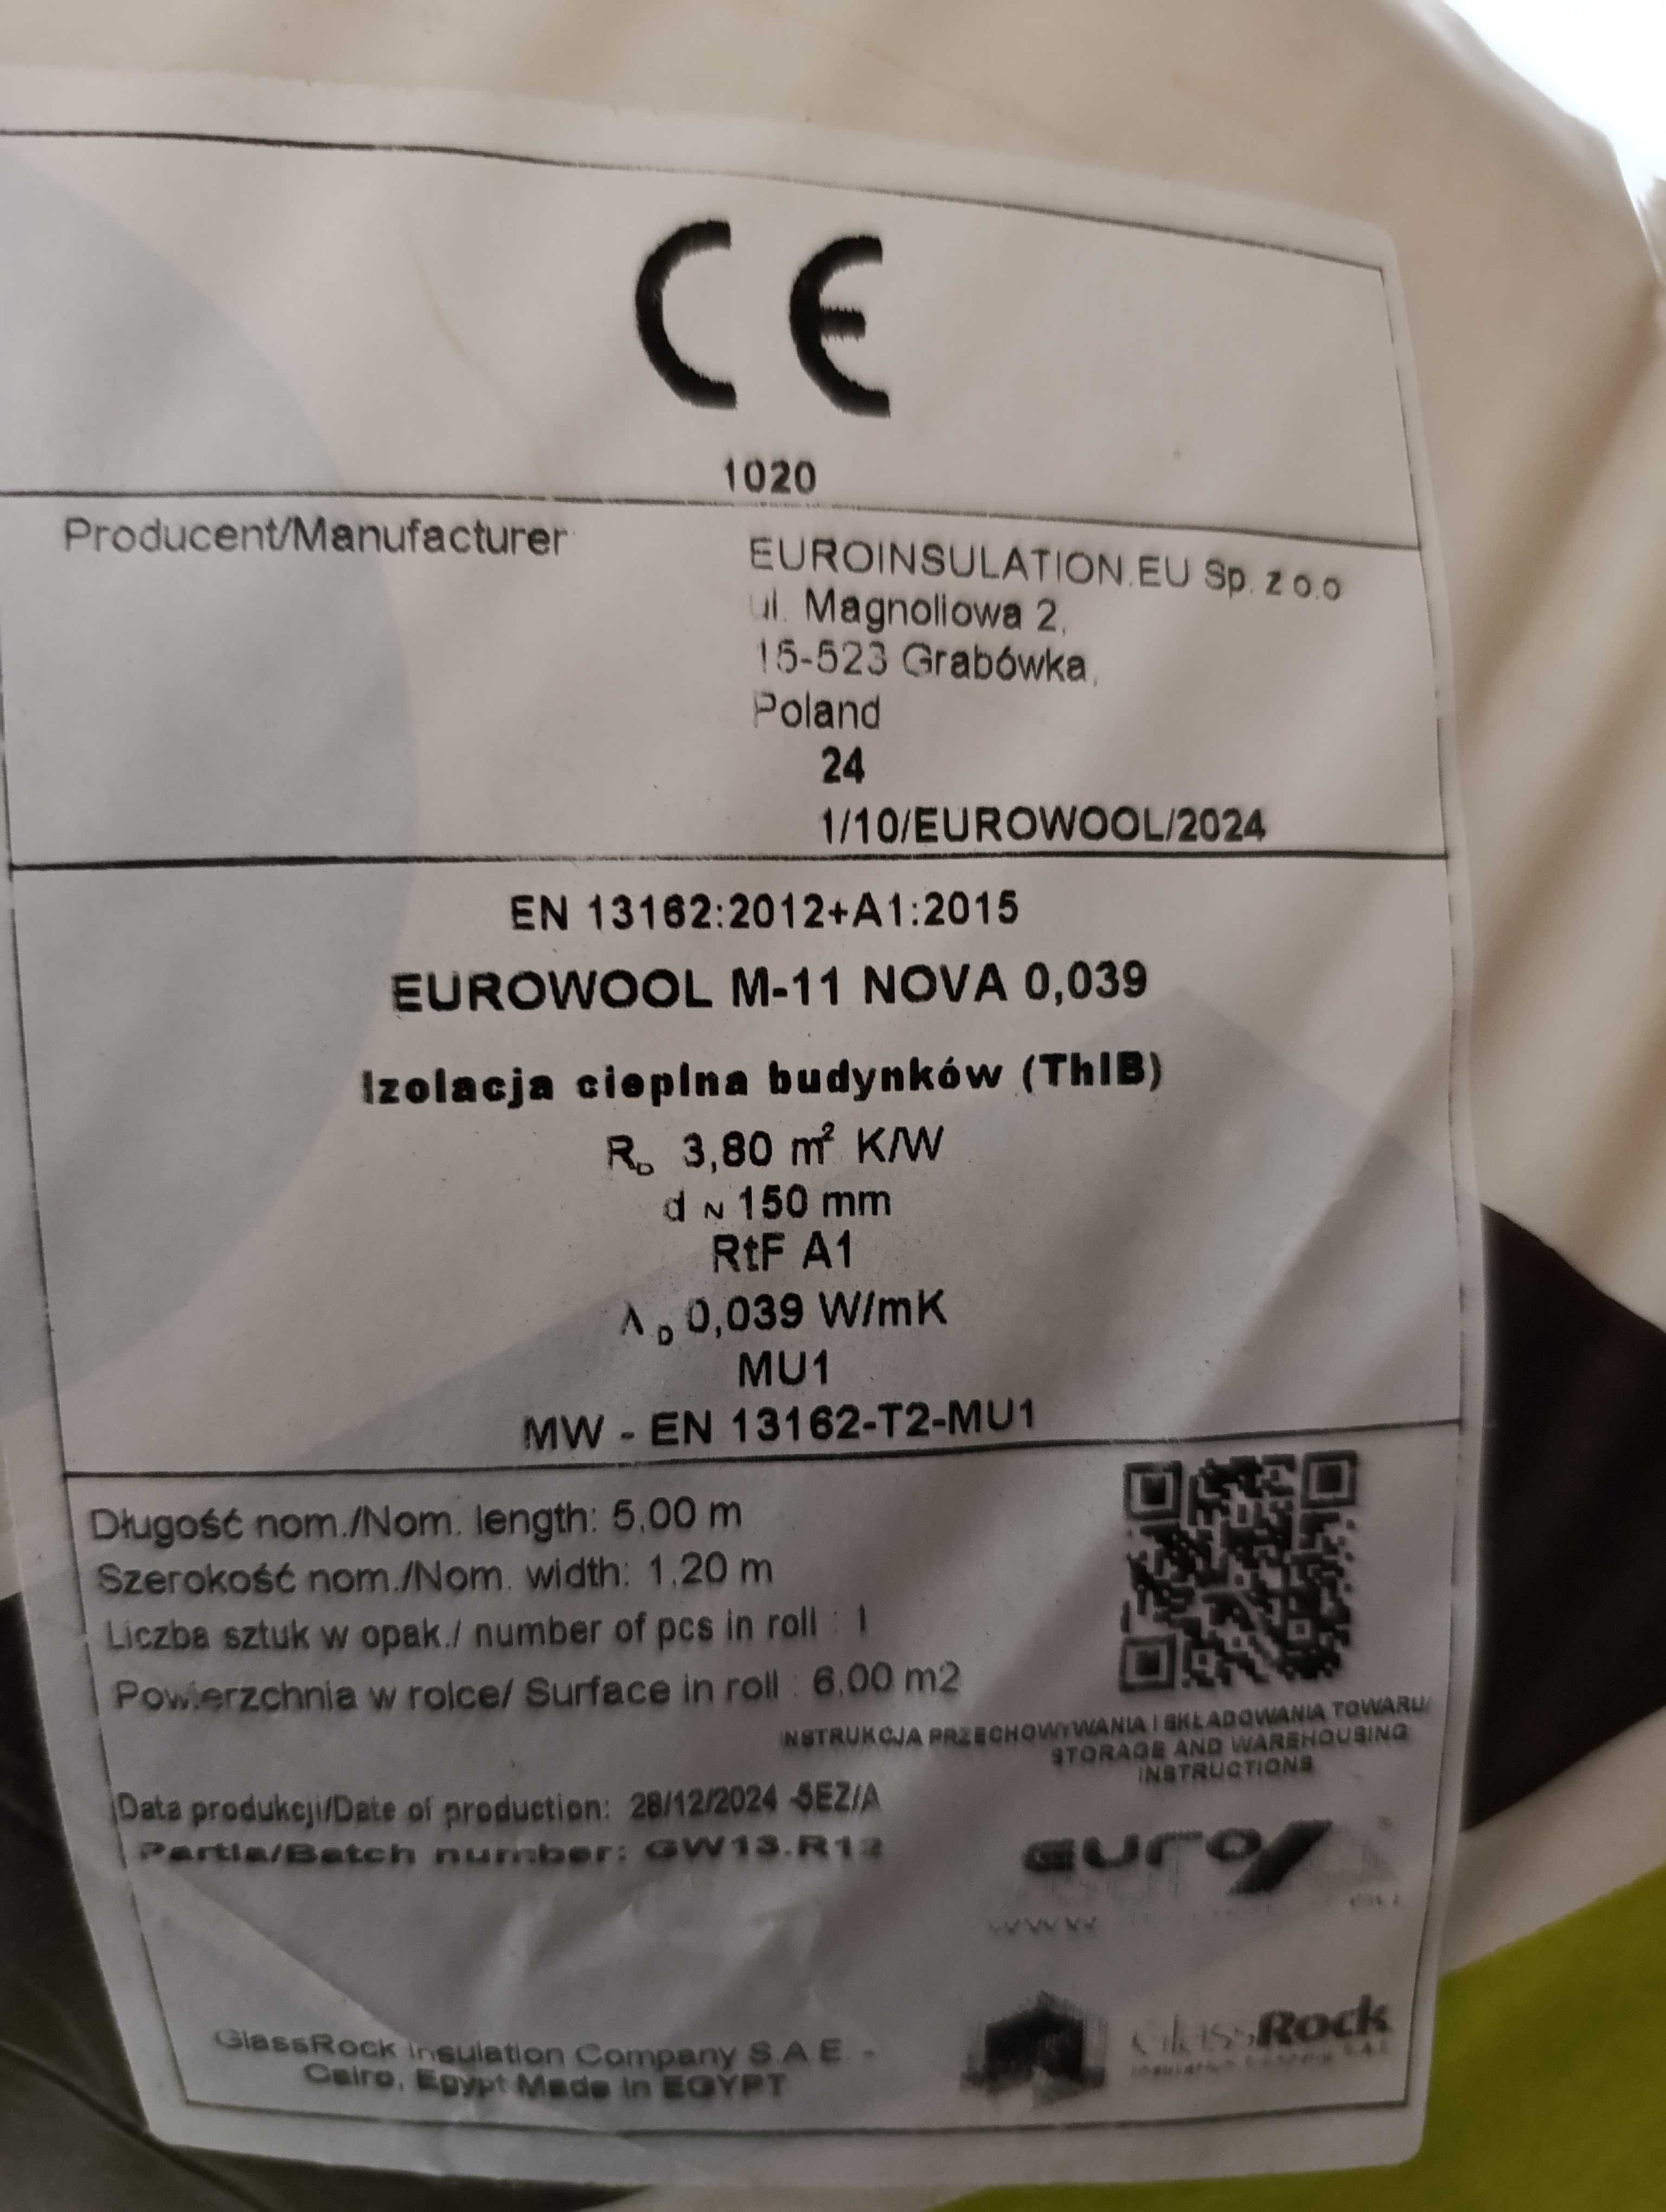 CE
1020
Producent/Manufacturer
EUROINSULATION.EU Sp. z o.o
ul. Magnoliowa 2,
15-523 Grabówka,
Poland
24
1/10/EUROWOOL/2024
EN 13162:2012+A1:2015
EUROWOOL M-11 NOVA 0,039
Izolacja cieplna budynków (ThIB)
R D 3,80 m² K/W
d N 150 mm
RtF A1
λ D 0,039 W/mK
MU1
MW - EN 13162-T2-MU1
Długość nom./Nom. length: 5,00 m
Szerokość nom./Nom. width: 1,20 m
Liczba sztuk w opak./ number of pcs in roll : 1
Powierzchnia w rolce/ Surface in roll : 6,00 m2
INSTRUKCJA PRZECHOWYWANIA I SKŁADOWANIA TOWARU/
STORAGE AND WAREHOUSING
INSTRUCTIONS
Data produkcji/Date of production: 28/12/2024 -5EZ/A
Partia/Batch number: GW13.R12
EURO
www
GlassRock Insulation Company S.A.E. -
Cairo, Egypt Made in EGYPT
GlassRock